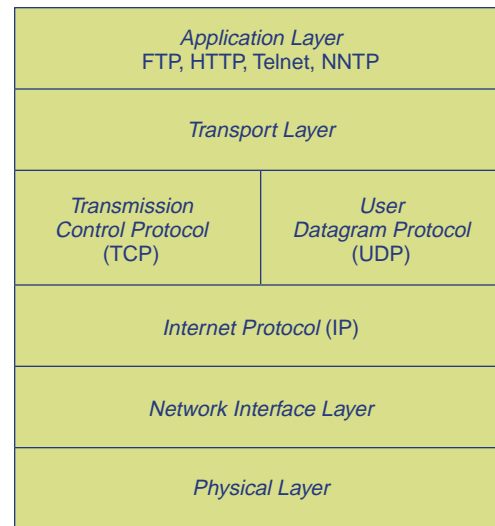 Application Layer
FTP, HTTP, Telnet, NNTP
Transport Layer
Transmission
Control Protocol
(TCP)
User
Datagram Protocol
(UDP)
Internet Protocol (IP)
Network Interface Layer
Physical Layer